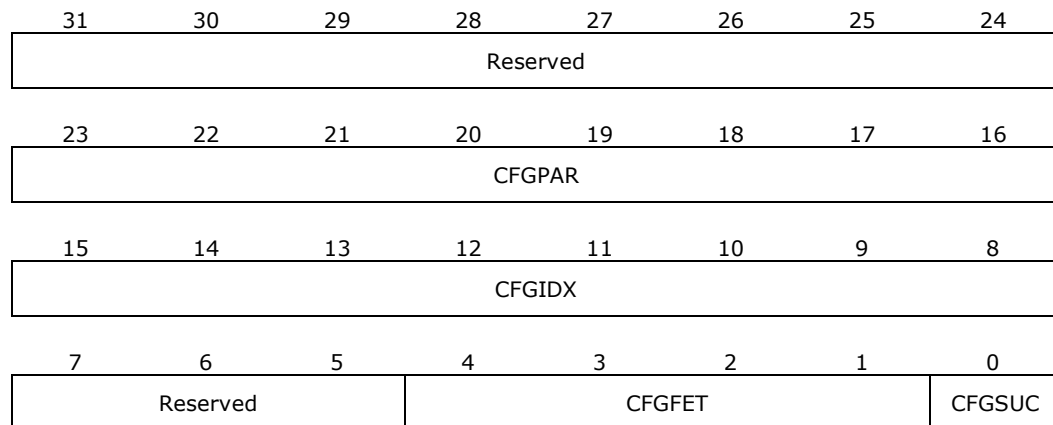 31 30 29 28 27 26 25 24
Reserved
23 22 21 20 19 18 17 16
CFGPAR
15 14 13 12 11 10 9 8
CFGIDX
7 6 5 4 3 2 1 0
Reserved CFGFET CFGSUC